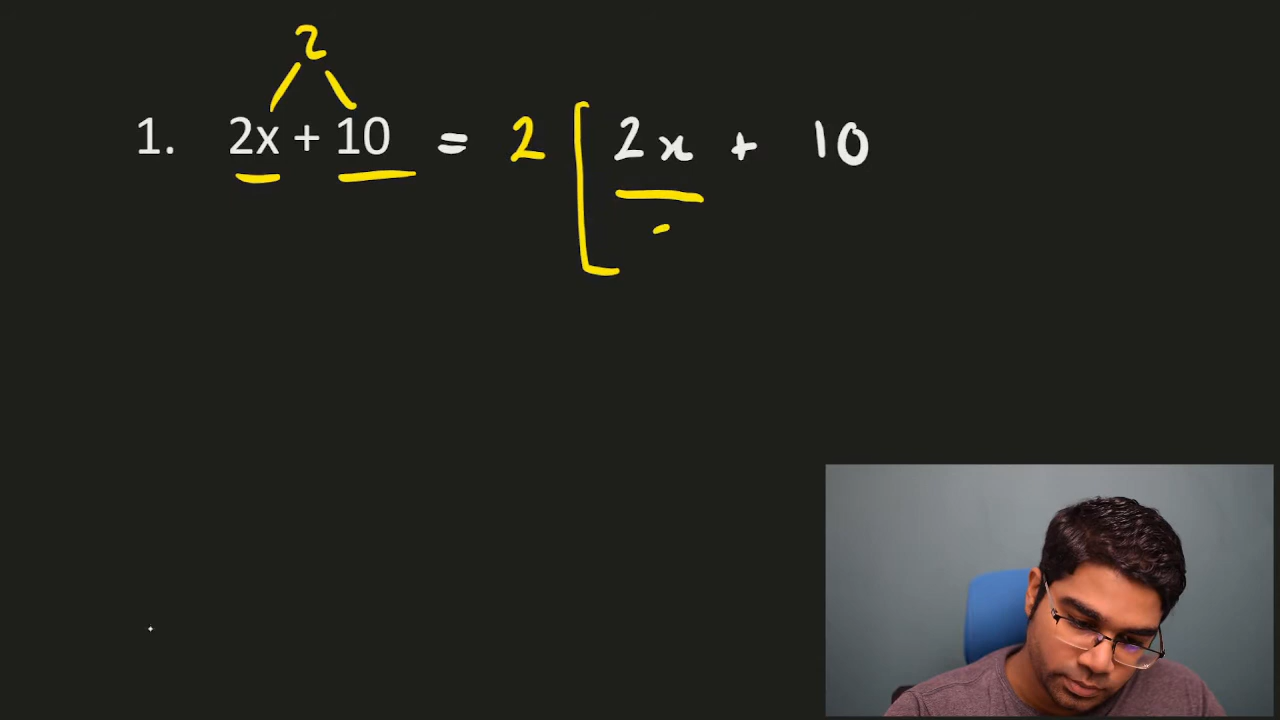 2
1. 2x + 10 = 2 [ 2x + 10